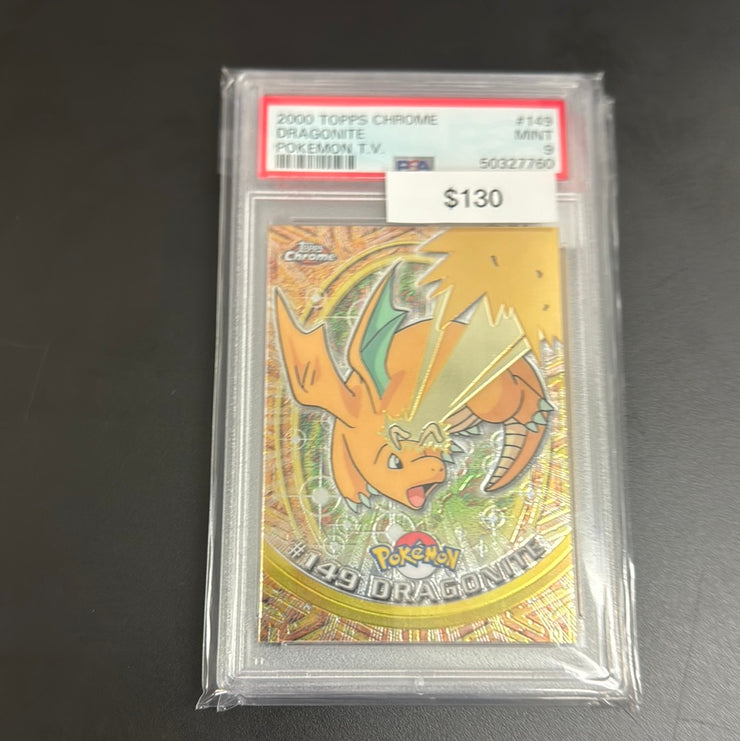 2000 TOPPS CHROME #149
DRAGONITE MINT
POKEMON T.V. 9
PSA 50327760
$130
Topps
Chrome
POKéMON
#149 DRAGONITE